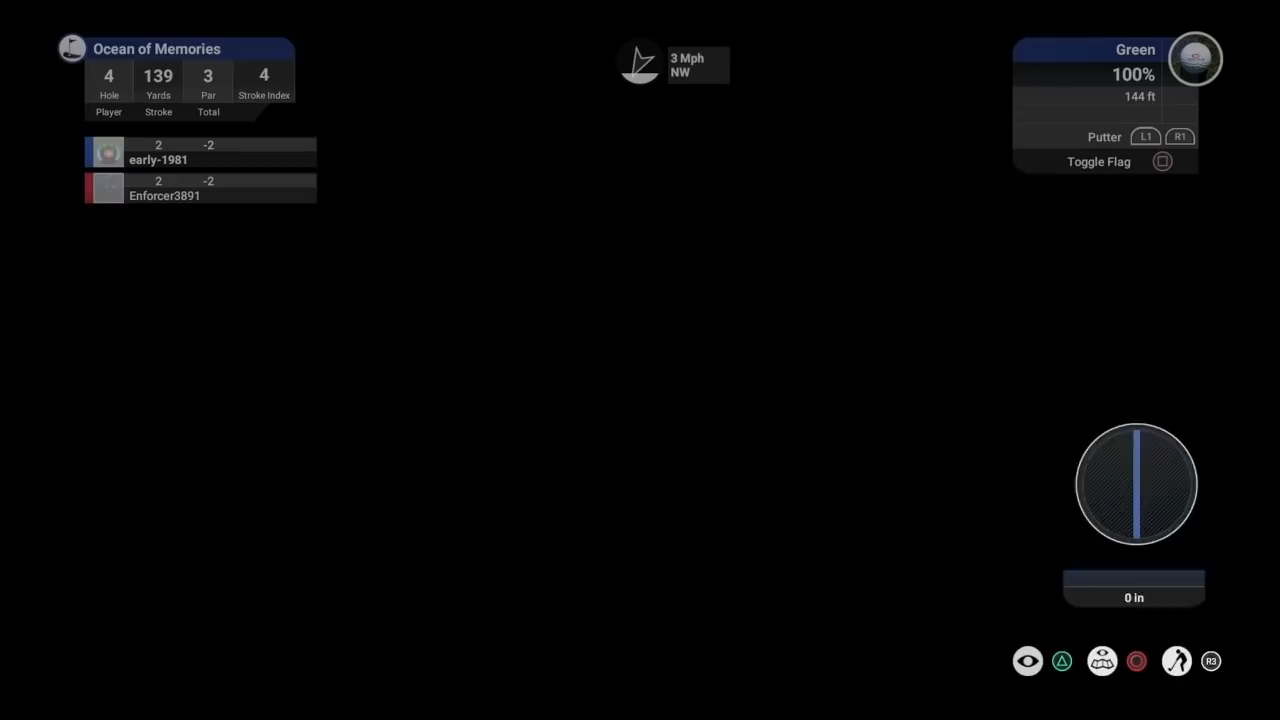 Ocean of Memories
4 139 3 4
Hole Yards Par Stroke Index
Player Stroke Total
2 -2
early-1981
2 -2
Enforcer3891
3 Mph
NW
Green
100%
144 ft
Putter L1 R1
Toggle Flag
0 in
R3